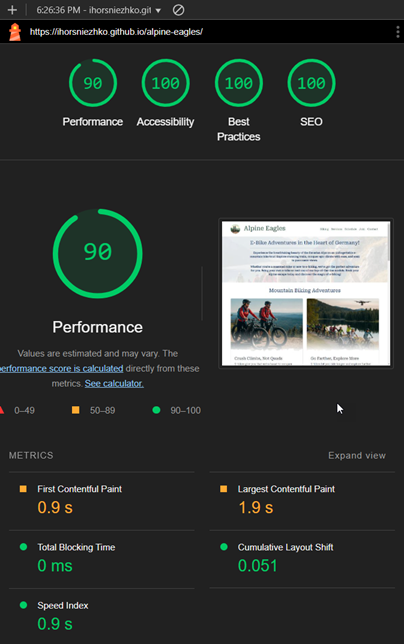 6:26:36 PM - ihorsniezhko.git
https://ihorsniezhko.github.io/alpine-eagles/
90
100
100
100
Performance
Accessibility
Best
Practices
SEO
90
Performance
Values are estimated and may vary. The
performance score is calculated directly from these
metrics. See calculator.
0–49
50–89
90–100
Alpine Eagles
E-Bike Adventures in the Heart of Germany!
Mountain Biking Adventures
Crush Climbs, Not Quads
Go Farther, Explore More
METRICS
Expand view
First Contentful Paint
0.9 s
Largest Contentful Paint
1.9 s
Total Blocking Time
0 ms
Cumulative Layout Shift
0.051
Speed Index
0.9 s